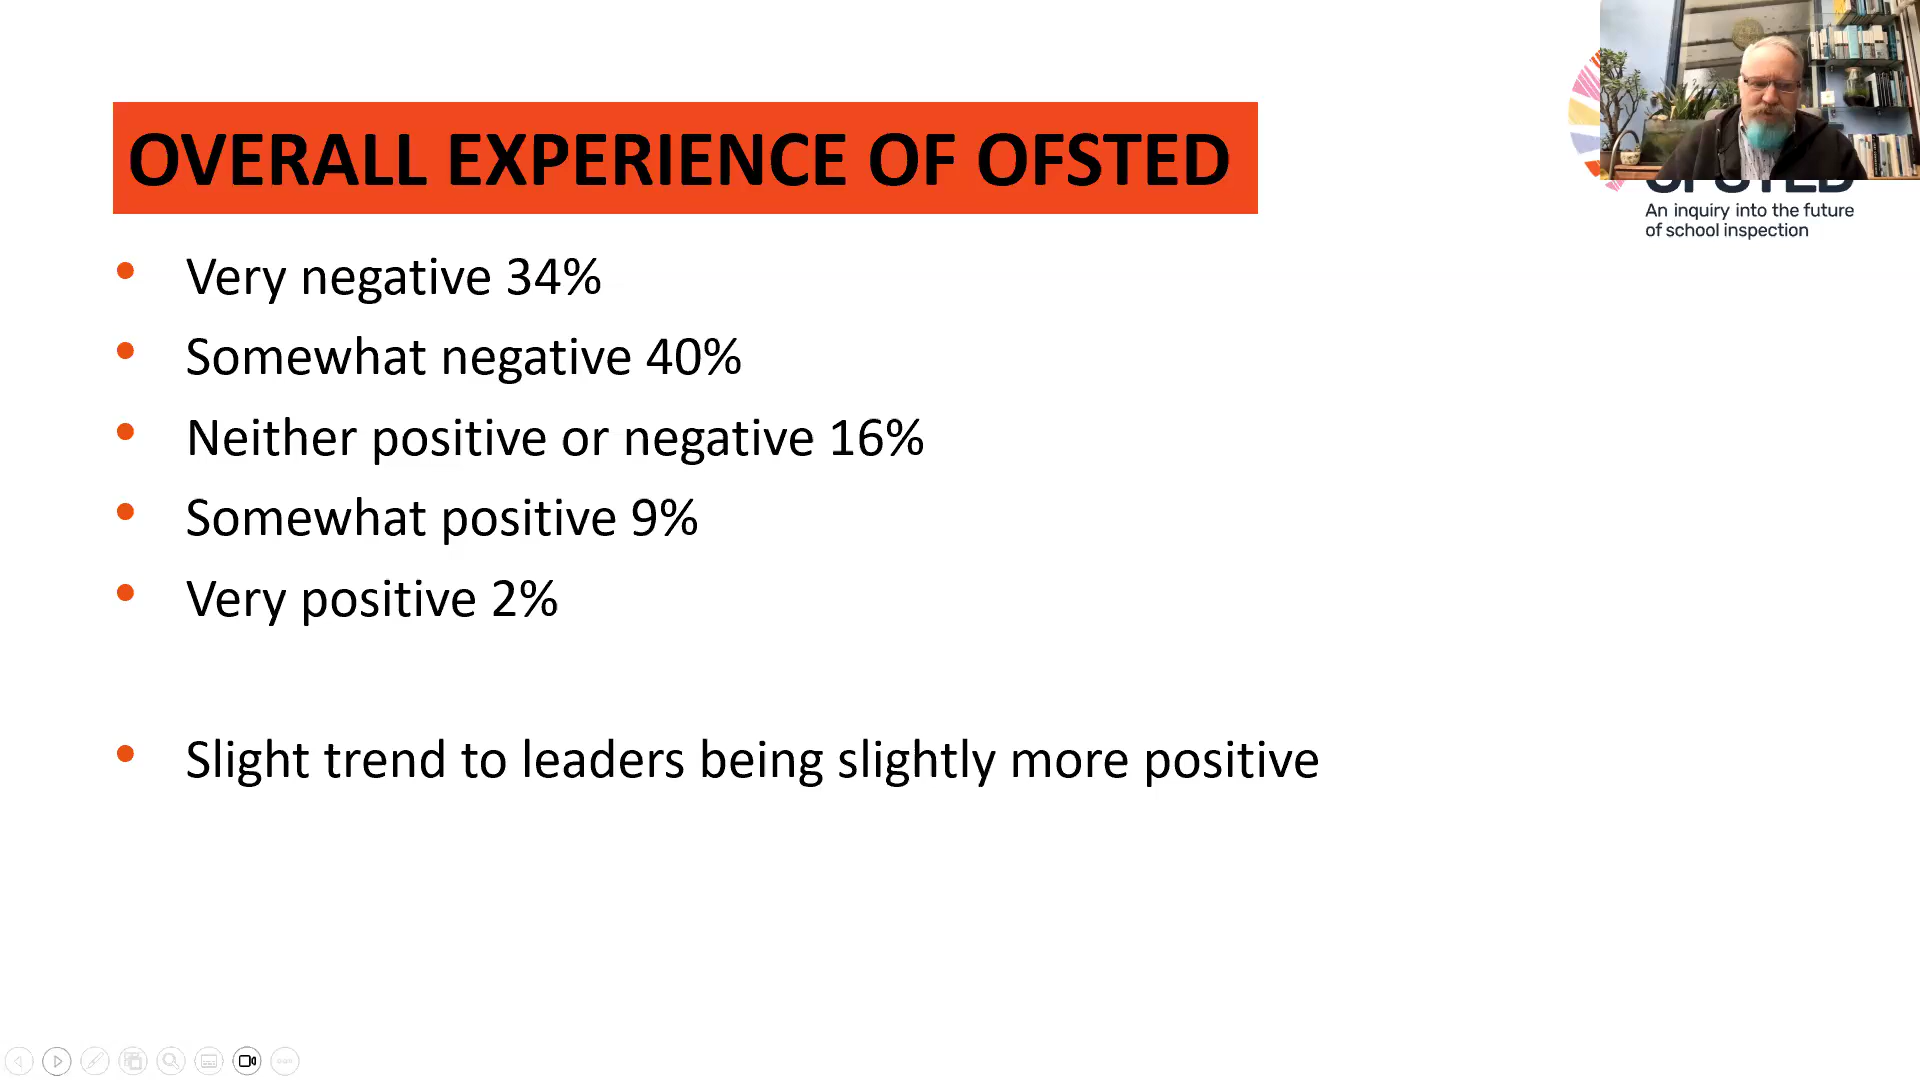 OVERALL EXPERIENCE OF OFSTED
OFSTED
An inquiry into the future
of school inspection
• Very negative 34%
• Somewhat negative 40%
• Neither positive or negative 16%
• Somewhat positive 9%
• Very positive 2%
• Slight trend to leaders being slightly more positive